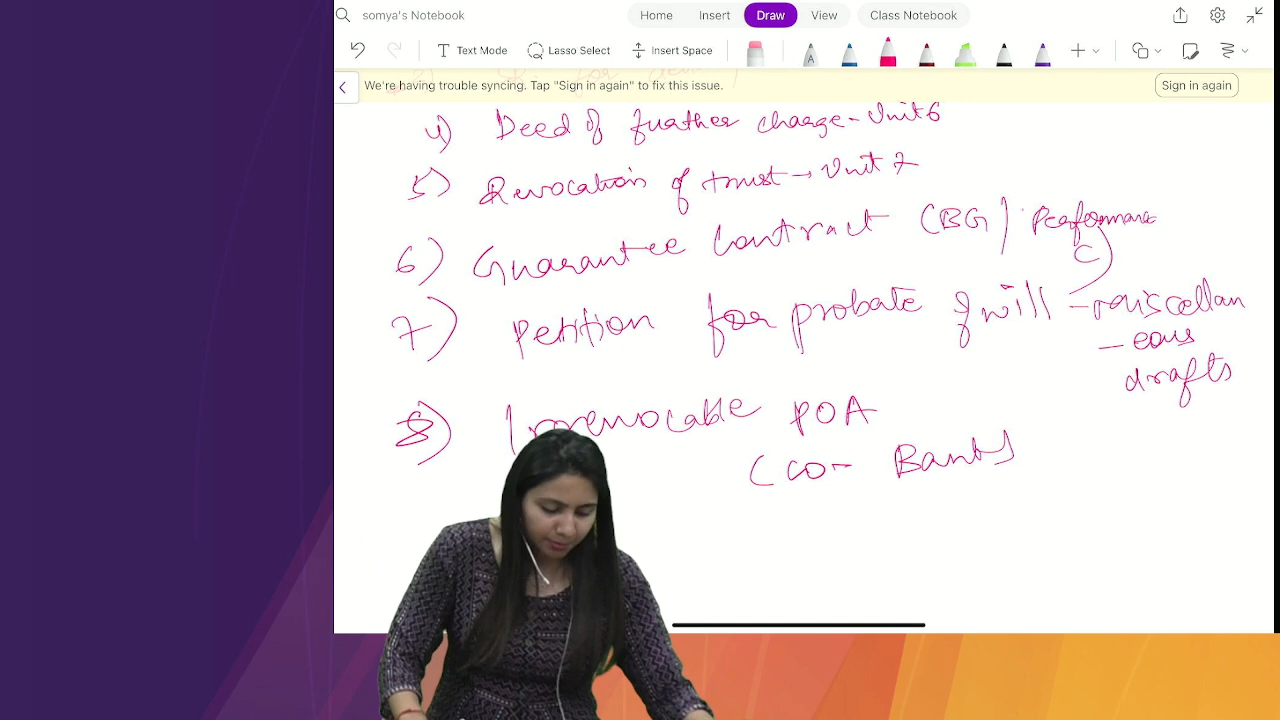 somya's Notebook
Home Insert Draw View Class Notebook
Text Mode Lasso Select Insert Space
We're having trouble syncing. Tap "Sign in again" to fix this issue. Sign in again
4) Deed of further charge - Unit 6
5) Revocation of trust → Unit 7
6) Guarantee Contract (BG) Performance
7) Petition for probate of will - miscellan
- eous
drafts
8) Irrevocable POA
(CO - Bank)